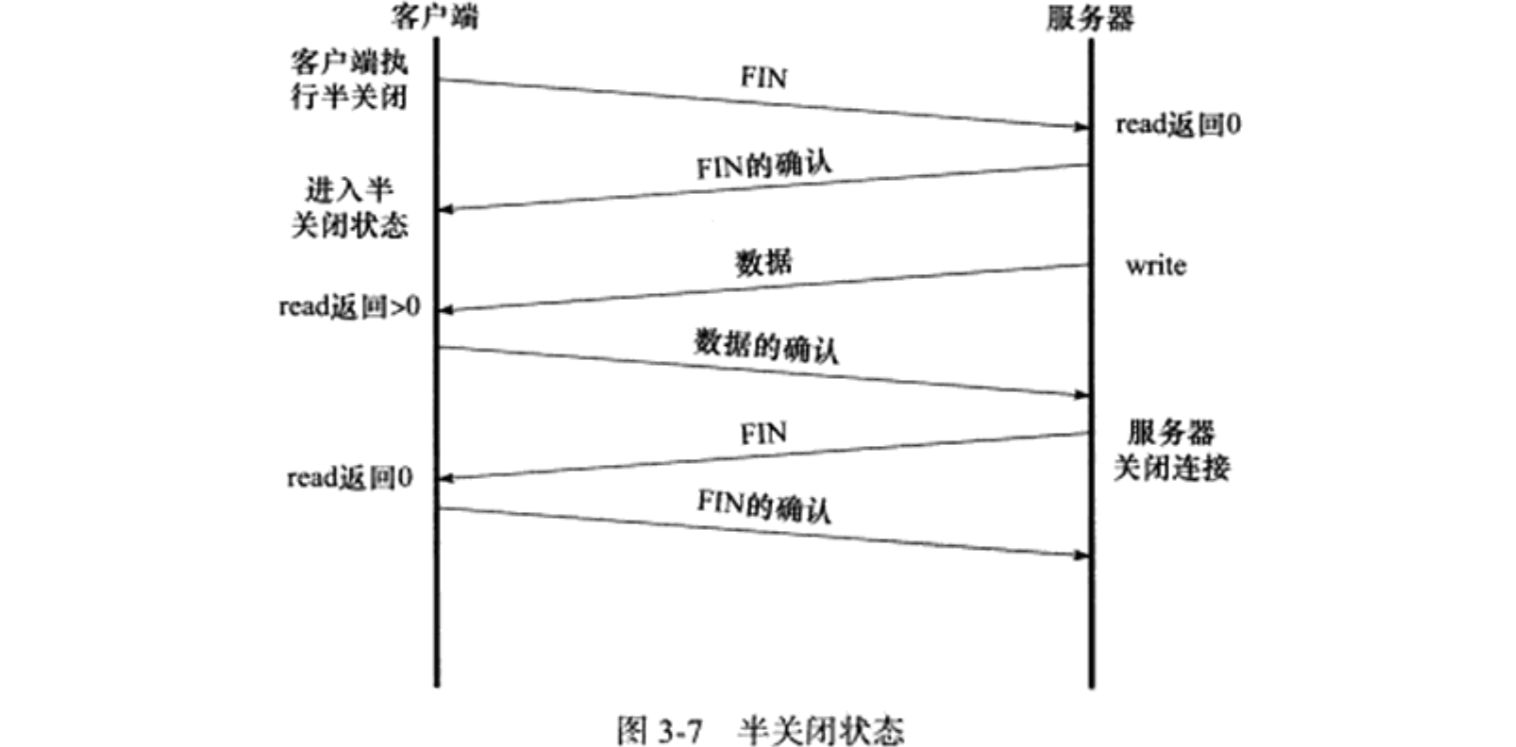 客户端
服务器
客户端执
行半关闭
FIN
read返回0
FIN的确认
进入半
关闭状态
数据
write
read返回>0
数据的确认
FIN
服务器
关闭连接
read返回0
FIN的确认
图 3-7 半关闭状态